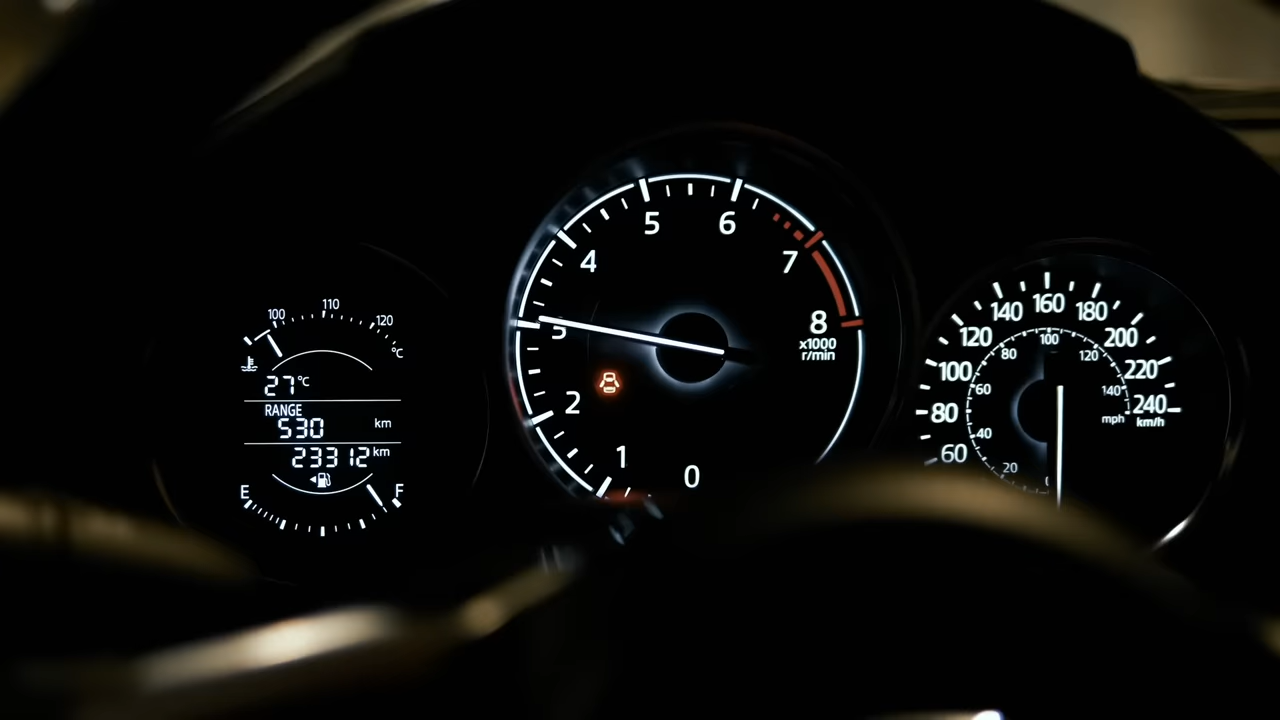 100 110 120
°C
27°C
RANGE
530 km
23312 km
E F
0 1 2 3 4 5 6 7 8
x1000
r/min
60 80 100 120 140 160 180 200 220 240
km/h
20 40 60 80 100 120 140
mph